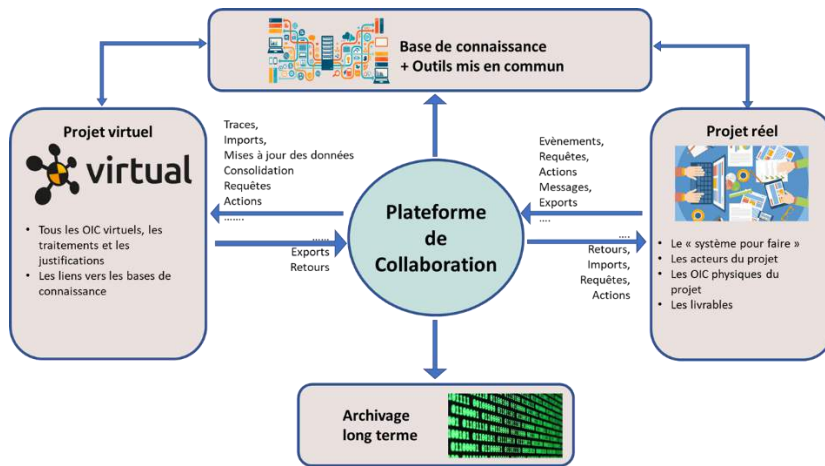 Base de connaissance
+ Outils mis en commun
Projet virtuel
virtual
• Tous les OIC virtuels, les
traitements et les
justifications
• Les liens vers les bases de
connaissance
Traces,
Imports,
Mises à jour des données
Consolidation
Requêtes
Actions
.......
......
Exports
Retours
Plateforme
de
Collaboration
Evènements,
Requêtes,
Actions
Messages,
Exports
....
....
Retours,
Imports,
Requêtes,
Actions
Projet réel
• Le « système pour faire »
• Les acteurs du projet
• Les OIC physiques du
projet
• Les livrables
Archivage
long terme